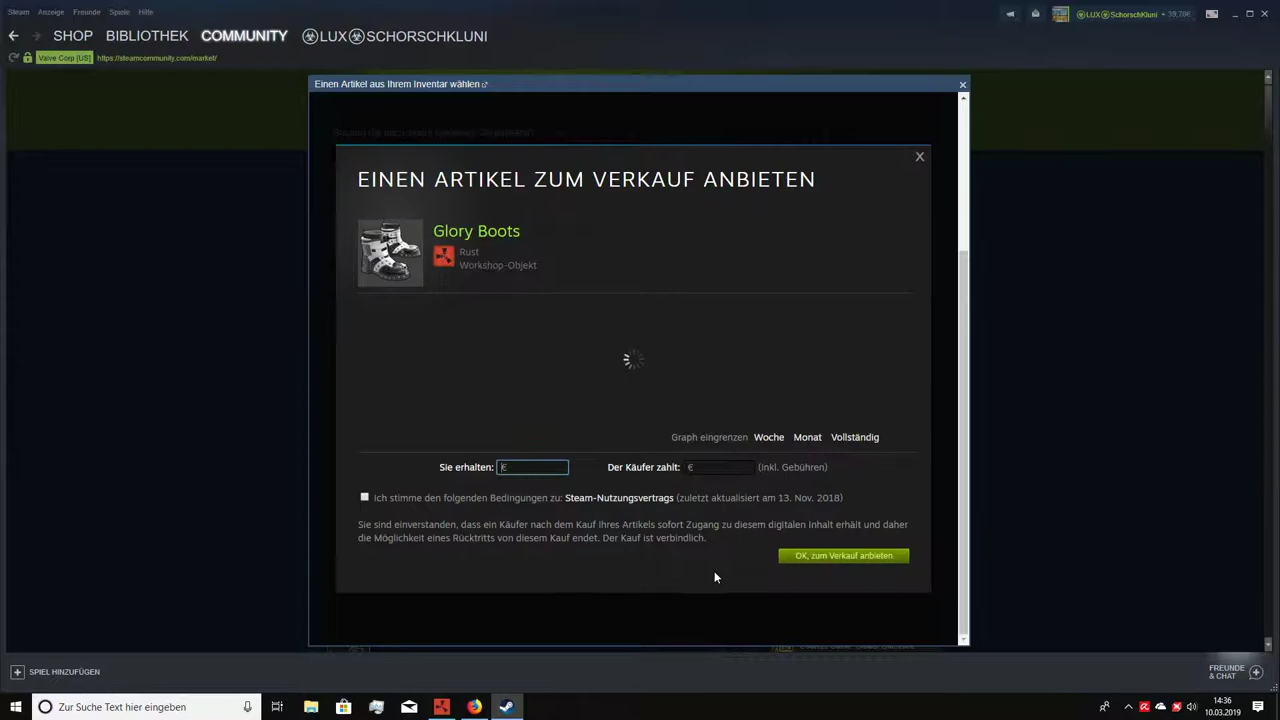 Steam Anzeige Freunde Spiele Hilfe
LUX SCHORSCHKLUNI 39,78€
SHOP BIBLIOTHEK COMMUNITY LUX SCHORSCHKLUNI
Valve Corp [US] https://steamcommunity.com/market/
Einen Artikel aus Ihrem Inventar wählen
X
EINEN ARTIKEL ZUM VERKAUF ANBIETEN
Glory Boots
Rust
Workshop-Objekt
Graph eingrenzen Woche Monat Vollständig
Sie erhalten: € Der Käufer zahlt: € (inkl. Gebühren)
Ich stimme den folgenden Bedingungen zu: Steam-Nutzungsvertrags (zuletzt aktualisiert am 13. Nov. 2018)
Sie sind einverstanden, dass ein Käufer nach dem Kauf Ihres Artikels sofort Zugang zu diesem digitalen Inhalt erhält und daher
die Möglichkeit eines Rücktritts von diesem Kauf endet. Der Kauf ist verbindlich.
OK, zum Verkauf anbieten
SPIEL HINZUFÜGEN
FREUNDE
& CHAT
Zur Suche Text hier eingeben
14:36
10.03.2019